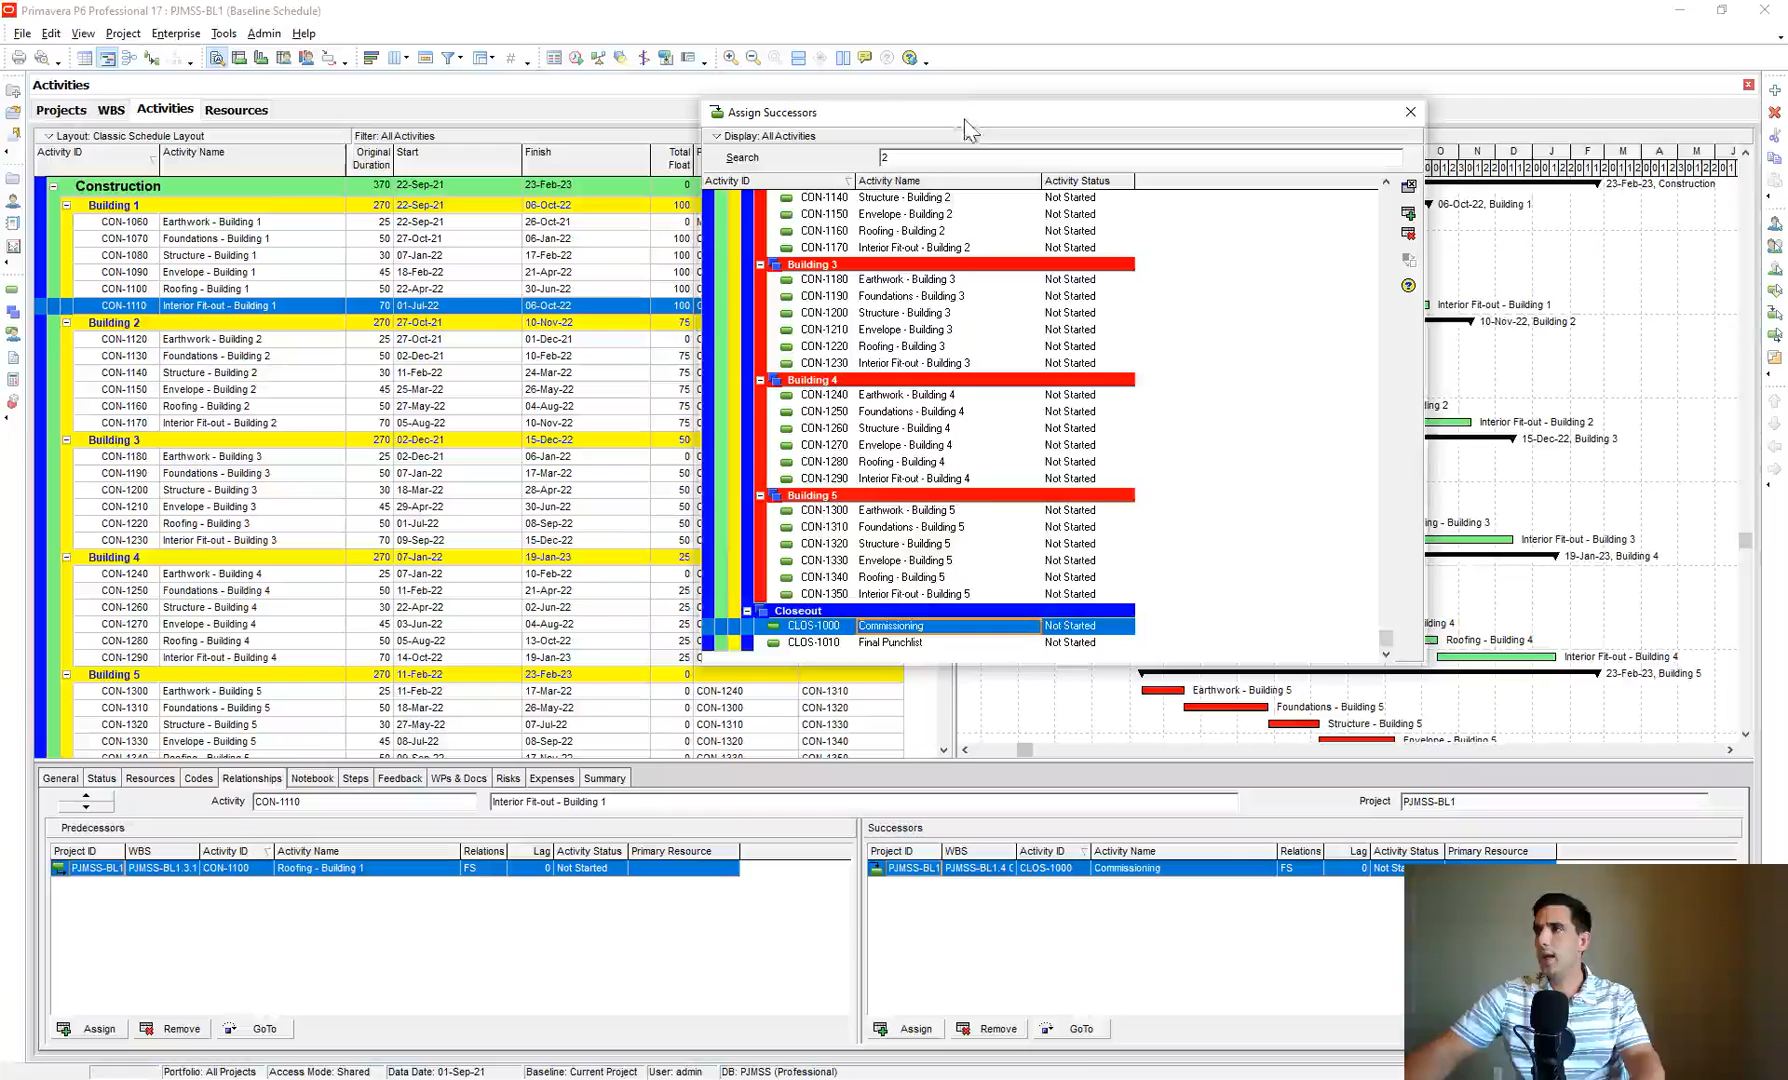 Primavera P6 Professional 17 : PJMSS-BL1 (Baseline Schedule)
File Edit View Project Enterprise Tools Admin Help
Activities
Projects WBS Activities Resources
Layout: Classic Schedule Layout Filter: All Activities
Activity ID Activity Name Original Duration Start Finish Total Float
Construction 370 22-Sep-21 23-Feb-23 0
Building 1 270 22-Sep-21 06-Oct-22 100
CON-1060 Earthwork - Building 1 25 22-Sep-21 26-Oct-21 0
CON-1070 Foundations - Building 1 50 27-Oct-21 06-Jan-22 100
CON-1080 Structure - Building 1 30 07-Jan-22 17-Feb-22 100
CON-1090 Envelope - Building 1 45 18-Feb-22 21-Apr-22 100
CON-1100 Roofing - Building 1 50 22-Apr-22 30-Jun-22 100
CON-1110 Interior Fit-out - Building 1 70 01-Jul-22 06-Oct-22 100
Building 2 270 27-Oct-21 10-Nov-22 75
CON-1120 Earthwork - Building 2 25 27-Oct-21 01-Dec-21 0
CON-1130 Foundations - Building 2 50 02-Dec-21 10-Feb-22 75
CON-1140 Structure - Building 2 30 11-Feb-22 24-Mar-22 75
CON-1150 Envelope - Building 2 45 25-Mar-22 26-May-22 75
CON-1160 Roofing - Building 2 50 27-May-22 04-Aug-22 75
CON-1170 Interior Fit-out - Building 2 70 05-Aug-22 10-Nov-22 75
Building 3 270 02-Dec-21 15-Dec-22 50
CON-1180 Earthwork - Building 3 25 02-Dec-21 06-Jan-22 0
CON-1190 Foundations - Building 3 50 07-Jan-22 17-Mar-22 50
CON-1200 Structure - Building 3 30 18-Mar-22 28-Apr-22 50
CON-1210 Envelope - Building 3 45 29-Apr-22 30-Jun-22 50
CON-1220 Roofing - Building 3 50 01-Jul-22 08-Sep-22 50
CON-1230 Interior Fit-out - Building 3 70 09-Sep-22 15-Dec-22 50
Building 4 270 07-Jan-22 19-Jan-23 25
CON-1240 Earthwork - Building 4 25 07-Jan-22 10-Feb-22 0
CON-1250 Foundations - Building 4 50 11-Feb-22 21-Apr-22 25
CON-1260 Structure - Building 4 30 22-Apr-22 02-Jun-22 25
CON-1270 Envelope - Building 4 45 03-Jun-22 04-Aug-22 25
CON-1280 Roofing - Building 4 50 05-Aug-22 13-Oct-22 25
CON-1290 Interior Fit-out - Building 4 70 14-Oct-22 19-Jan-23 25
Building 5 270 11-Feb-22 23-Feb-23 0
CON-1300 Earthwork - Building 5 25 11-Feb-22 17-Mar-22 0 CON-1240 CON-1310
CON-1310 Foundations - Building 5 50 18-Mar-22 26-May-22 0 CON-1300 CON-1320
CON-1320 Structure - Building 5 30 27-May-22 07-Jul-22 0 CON-1310 CON-1330
CON-1330 Envelope - Building 5 45 08-Jul-22 08-Sep-22 0 CON-1320 CON-1340
Assign Successors
Display: All Activities
Search 2
Activity ID Activity Name Activity Status
CON-1140 Structure - Building 2 Not Started
CON-1150 Envelope - Building 2 Not Started
CON-1160 Roofing - Building 2 Not Started
CON-1170 Interior Fit-out - Building 2 Not Started
Building 3
CON-1180 Earthwork - Building 3 Not Started
CON-1190 Foundations - Building 3 Not Started
CON-1200 Structure - Building 3 Not Started
CON-1210 Envelope - Building 3 Not Started
CON-1220 Roofing - Building 3 Not Started
CON-1230 Interior Fit-out - Building 3 Not Started
Building 4
CON-1240 Earthwork - Building 4 Not Started
CON-1250 Foundations - Building 4 Not Started
CON-1260 Structure - Building 4 Not Started
CON-1270 Envelope - Building 4 Not Started
CON-1280 Roofing - Building 4 Not Started
CON-1290 Interior Fit-out - Building 4 Not Started
Building 5
CON-1300 Earthwork - Building 5 Not Started
CON-1310 Foundations - Building 5 Not Started
CON-1320 Structure - Building 5 Not Started
CON-1330 Envelope - Building 5 Not Started
CON-1340 Roofing - Building 5 Not Started
CON-1350 Interior Fit-out - Building 5 Not Started
Closeout
CLOS-1000 Commissioning Not Started
CLOS-1010 Final Punchlist Not Started
O N D J F M A M J
23-Feb-23, Construction
06-Oct-22, Building 1
Interior Fit-out - Building 1
10-Nov-22, Building 2
ng 2
Interior Fit-out - Building 2
15-Dec-22, Building 3
ng - Building 3
Interior Fit-out - Building 3
19-Jan-23, Building 4
ilding 4
Roofing - Building 4
Interior Fit-out - Building 4
23-Feb-23, Building 5
Earthwork - Building 5
Foundations - Building 5
Structure - Building 5
Envelope - Building 5
General Status Resources Codes Relationships Notebook Steps Feedback WPs & Docs Risks Expenses Summary
Activity CON-1110 Interior Fit-out - Building 1 Project PJMSS-BL1
Predecessors
Project ID WBS Activity ID Activity Name Relations Lag Activity Status Primary Resource
PJMSS-BL1 PJMSS-BL1.3.1 CON-1100 Roofing - Building 1 FS 0 Not Started
Assign Remove GoTo
Successors
Project ID WBS Activity ID Activity Name Relations Lag Activity Status Primary Resource
PJMSS-BL1 PJMSS-BL1.4 C CLOS-1000 Commissioning FS 0 Not Sta
Assign Remove GoTo
Portfolio: All Projects Access Mode: Shared Data Date: 01-Sep-21 Baseline: Current Project User: admin DB: PJMSS (Professional)